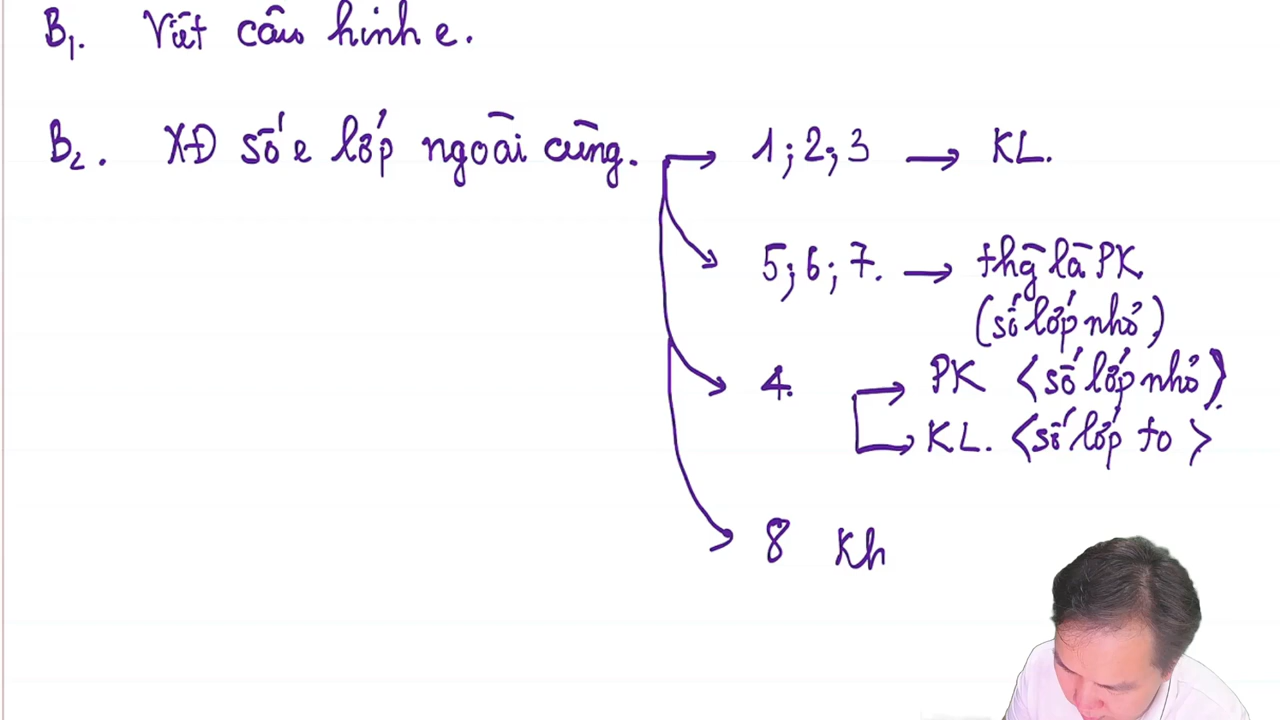 B1. Viết cấu hình e.
B2. XĐ số e lớp ngoài cùng. → 1; 2; 3 → KL.
5; 6; 7. → thg là PK
(số lớp nhỏ)
4. → PK <số lớp nhỏ>
→ KL. <số lớp to>
→ 8 Kh